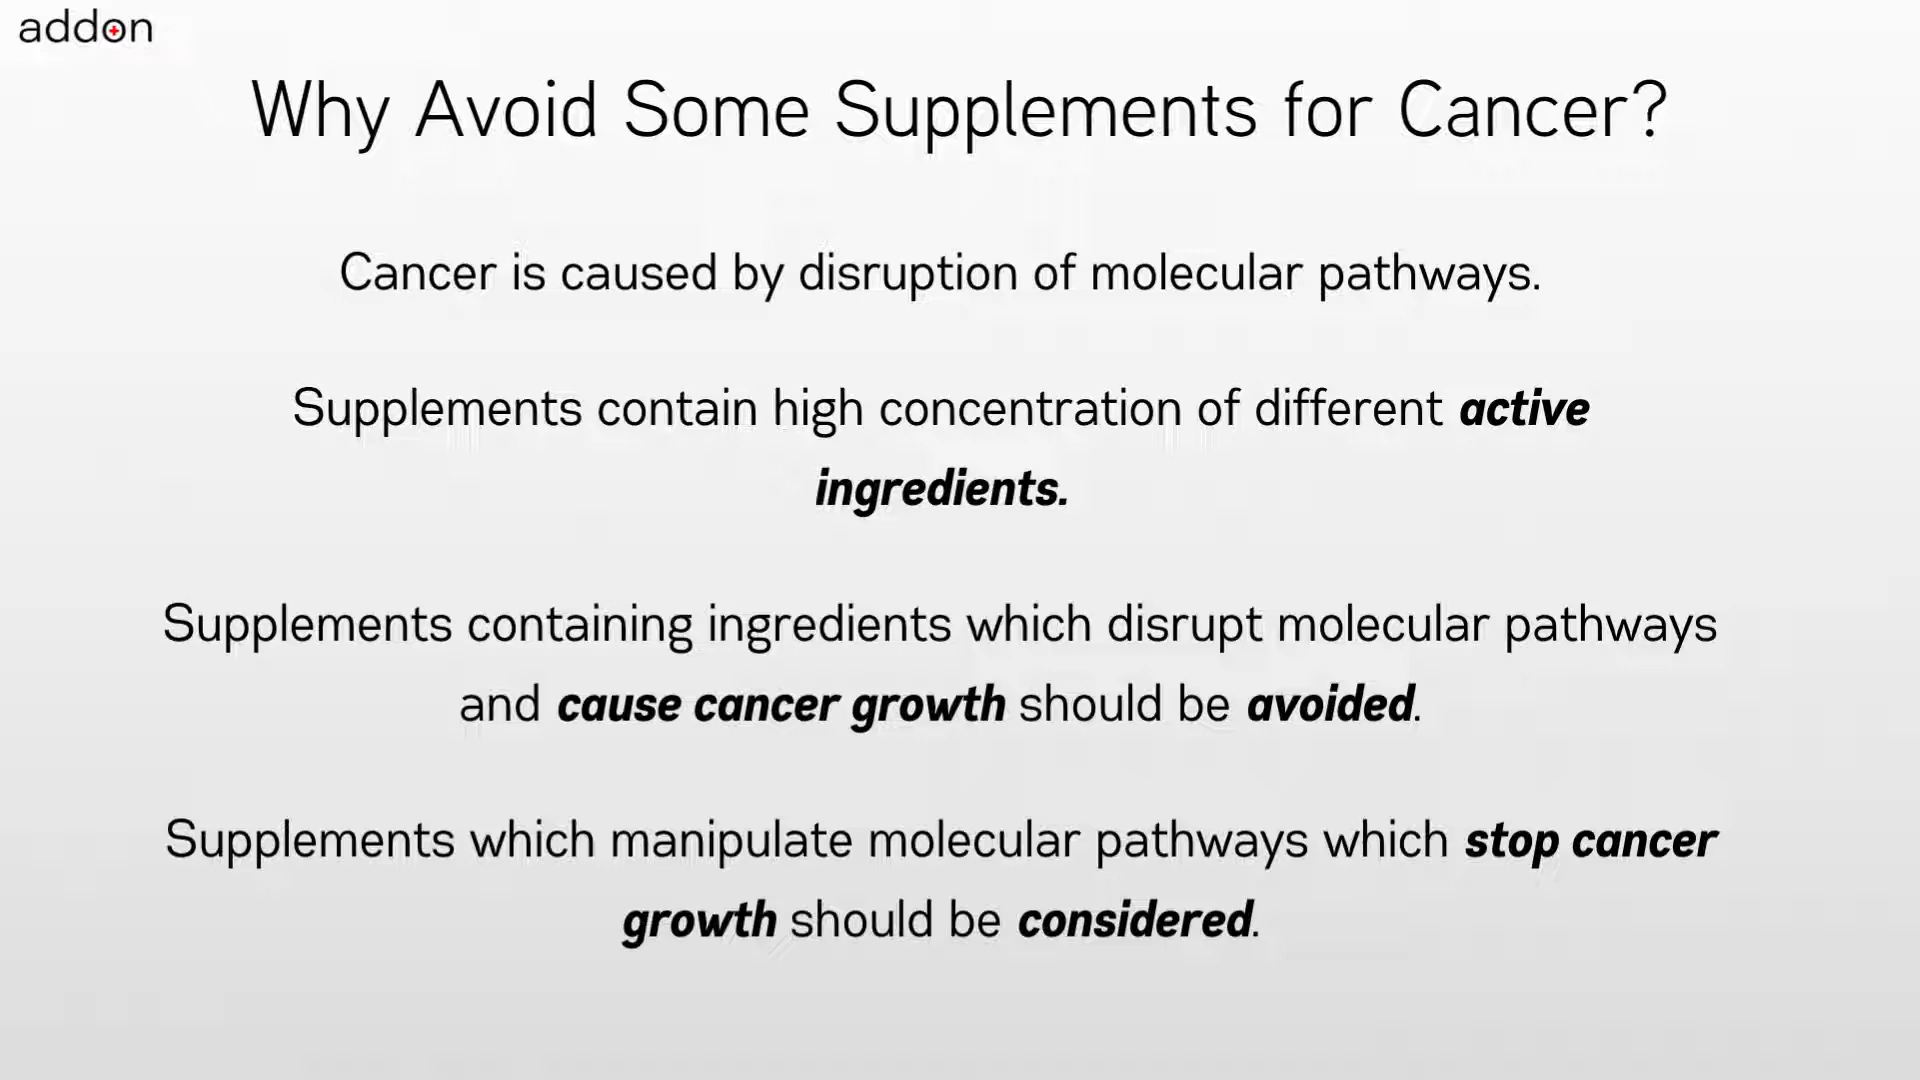 addon
Why Avoid Some Supplements for Cancer?
Cancer is caused by disruption of molecular pathways.
Supplements contain high concentration of different active
ingredients.
Supplements containing ingredients which disrupt molecular pathways
and cause cancer growth should be avoided.
Supplements which manipulate molecular pathways which stop cancer
growth should be considered.